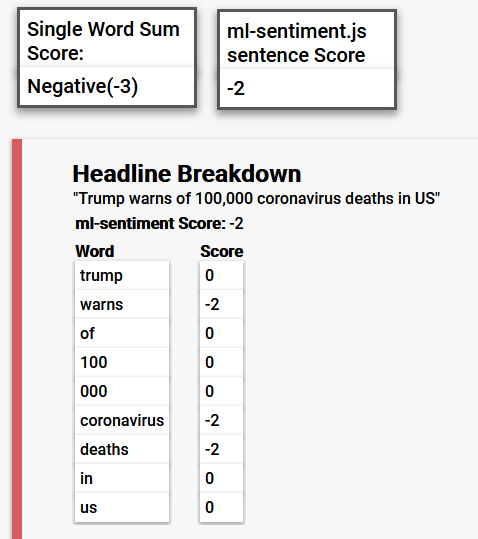 Single Word Sum
Score:
Negative(-3)
ml-sentiment.js
sentence Score
-2
Headline Breakdown
"Trump warns of 100,000 coronavirus deaths in US"
ml-sentiment Score: -2
Word Score
trump 0
warns -2
of 0
100 0
000 0
coronavirus -2
deaths -2
in 0
us 0